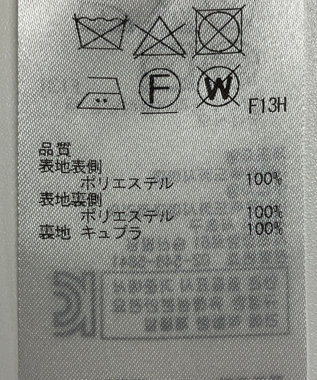 F W F13H
品質
表地表側
ポリエステル 100%
表地裏側
ポリエステル 100%
裏地 キュプラ 100%